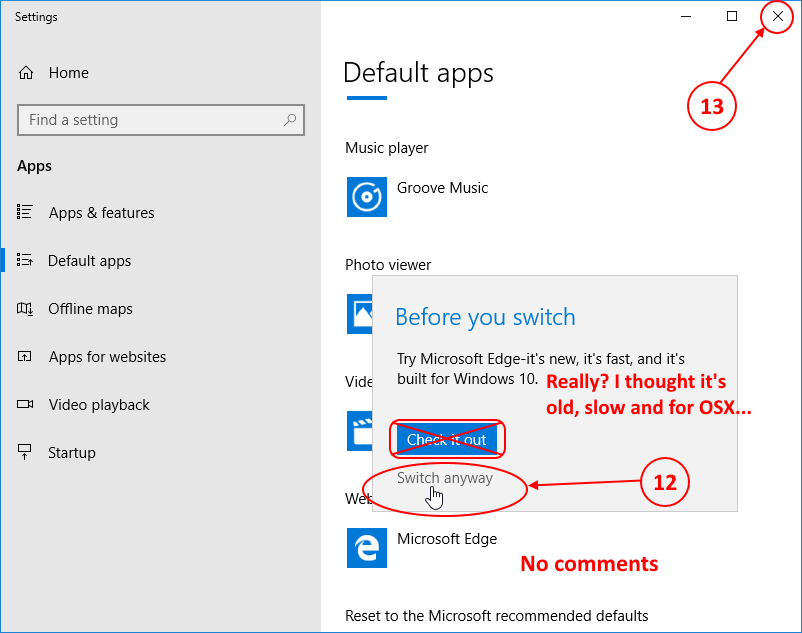 Settings
Home
Find a setting
Apps
Apps & features
Default apps
Offline maps
Apps for websites
Video playback
Startup
13
Default apps
Music player
Groove Music
Photo viewer
Before you switch
Try Microsoft Edge-it's new, it's fast, and it's
built for Windows 10.
Really? I thought it's
old, slow and for OSX...
Vide
Check it out
Switch anyway
12
Web
Microsoft Edge
No comments
Reset to the Microsoft recommended defaults